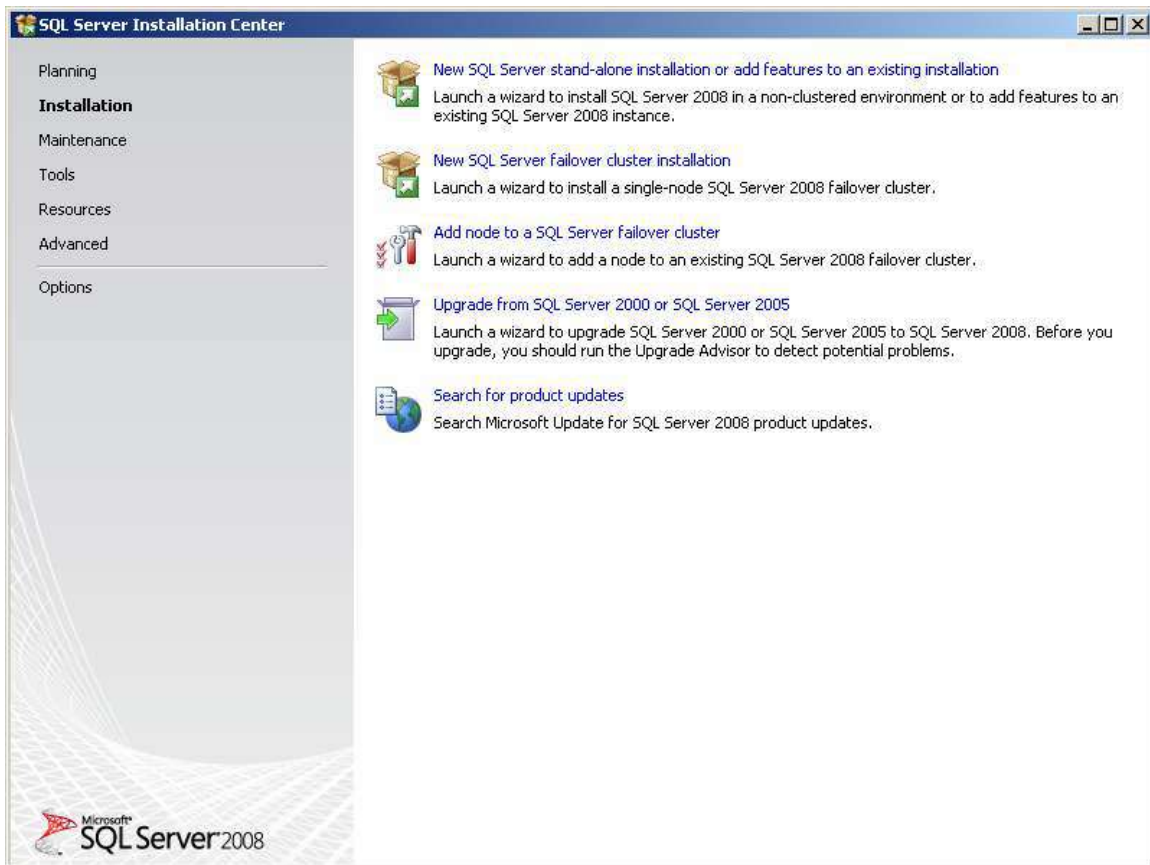 SQL Server Installation Center
Planning
Installation
Maintenance
Tools
Resources
Advanced
Options
New SQL Server stand-alone installation or add features to an existing installation
Launch a wizard to install SQL Server 2008 in a non-clustered environment or to add features to an
existing SQL Server 2008 instance.
New SQL Server failover cluster installation
Launch a wizard to install a single-node SQL Server 2008 failover cluster.
Add node to a SQL Server failover cluster
Launch a wizard to add a node to an existing SQL Server 2008 failover cluster.
Upgrade from SQL Server 2000 or SQL Server 2005
Launch a wizard to upgrade SQL Server 2000 or SQL Server 2005 to SQL Server 2008. Before you
upgrade, you should run the Upgrade Advisor to detect potential problems.
Search for product updates
Search Microsoft Update for SQL Server 2008 product updates.
Microsoft®
SQL Server®2008